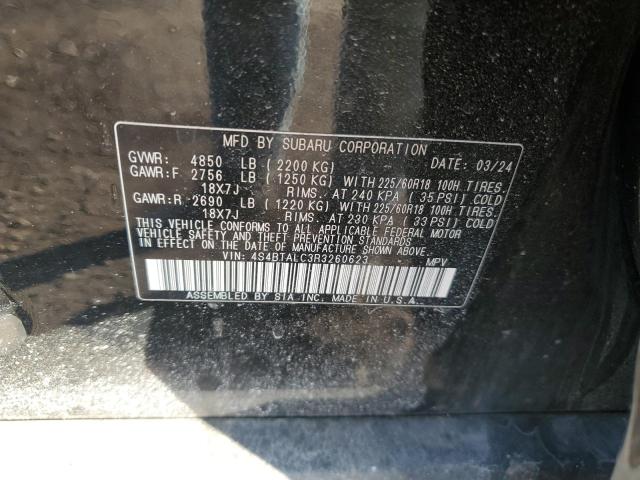 MFD BY SUBARU CORPORATION
GVWR: 4850 LB (2200 KG) DATE: 03/24
GAWR: F 2756 LB (1250 KG) WITH 225/60R18 100H TIRES.
18X7J RIMS. AT 240 KPA (35 PSI) COLD
GAWR: R 2690 LB (1220 KG) WITH 225/60R18 100H TIRES.
18X7J RIMS. AT 230 KPA (33 PSI) COLD
THIS VEHICLE CONFORMS TO ALL APPLICABLE FEDERAL MOTOR
VEHICLE SAFETY AND THEFT PREVENTION STANDARDS
IN EFFECT ON THE DATE OF MANUFACTURE SHOWN ABOVE.
VIN: 4S4BTALC3R3260623 MPV
ASSEMBLED BY SIA INC. MADE IN U.S.A.